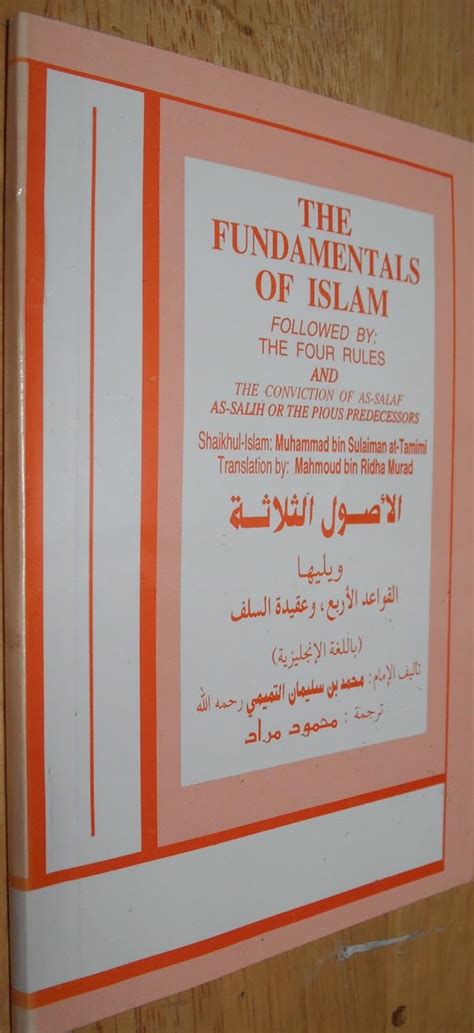 THE
FUNDAMENTALS
OF ISLAM
FOLLOWED BY:
THE FOUR RULES
AND
THE CONVICTION OF AS-SALAF
AS-SALIH OR THE PIOUS PREDECESSORS
Shaikhul-Islam: Muhammad bin Sulaiman at-Tamimi
Translation by: Mahmoud bin Ridha Murad
الأصول الثلاثة
ويليها
القواعد الأربع، وعقيدة السلف
(باللغة الإنجليزية)
تأليف الإمام: محمد بن سليمان التميمي رحمه الله
ترجمة: محمود مراد